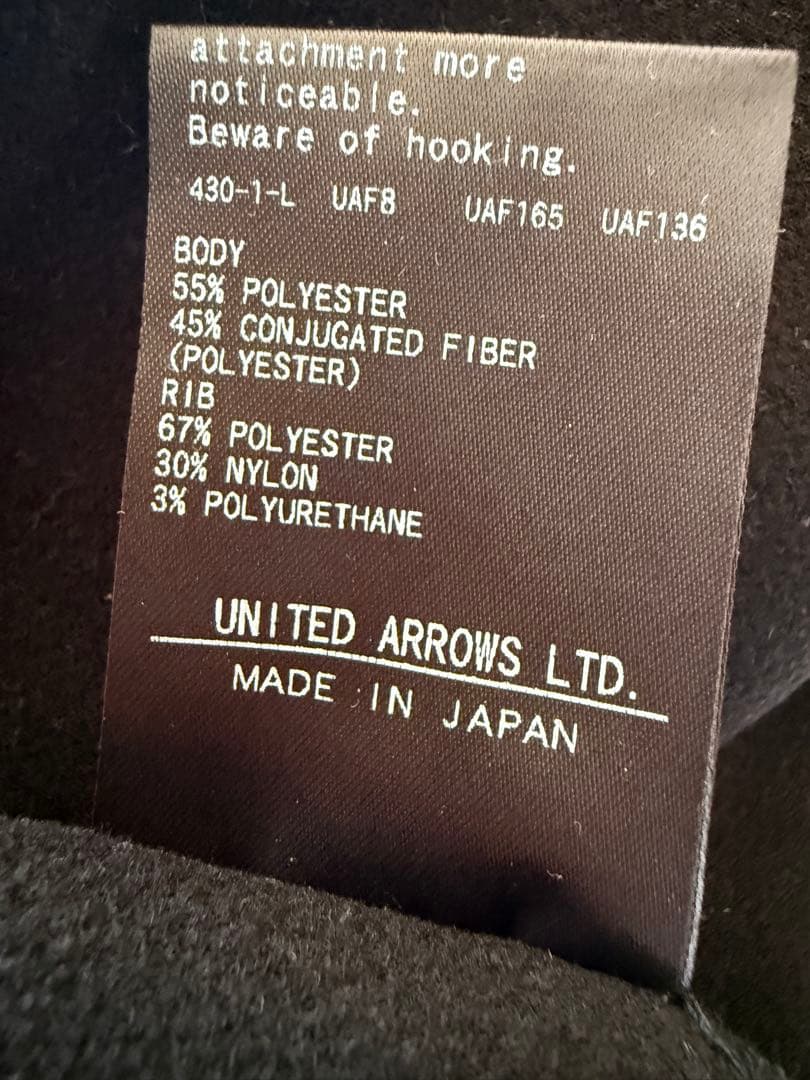 attachment more
noticeable.
Beware of hooking.
430-1-L UAF8 UAF165 UAF136
BODY
55% POLYESTER
45% CONJUGATED FIBER
(POLYESTER)
RIB
67% POLYESTER
30% NYLON
3% POLYURETHANE
UNITED ARROWS LTD.
MADE IN JAPAN